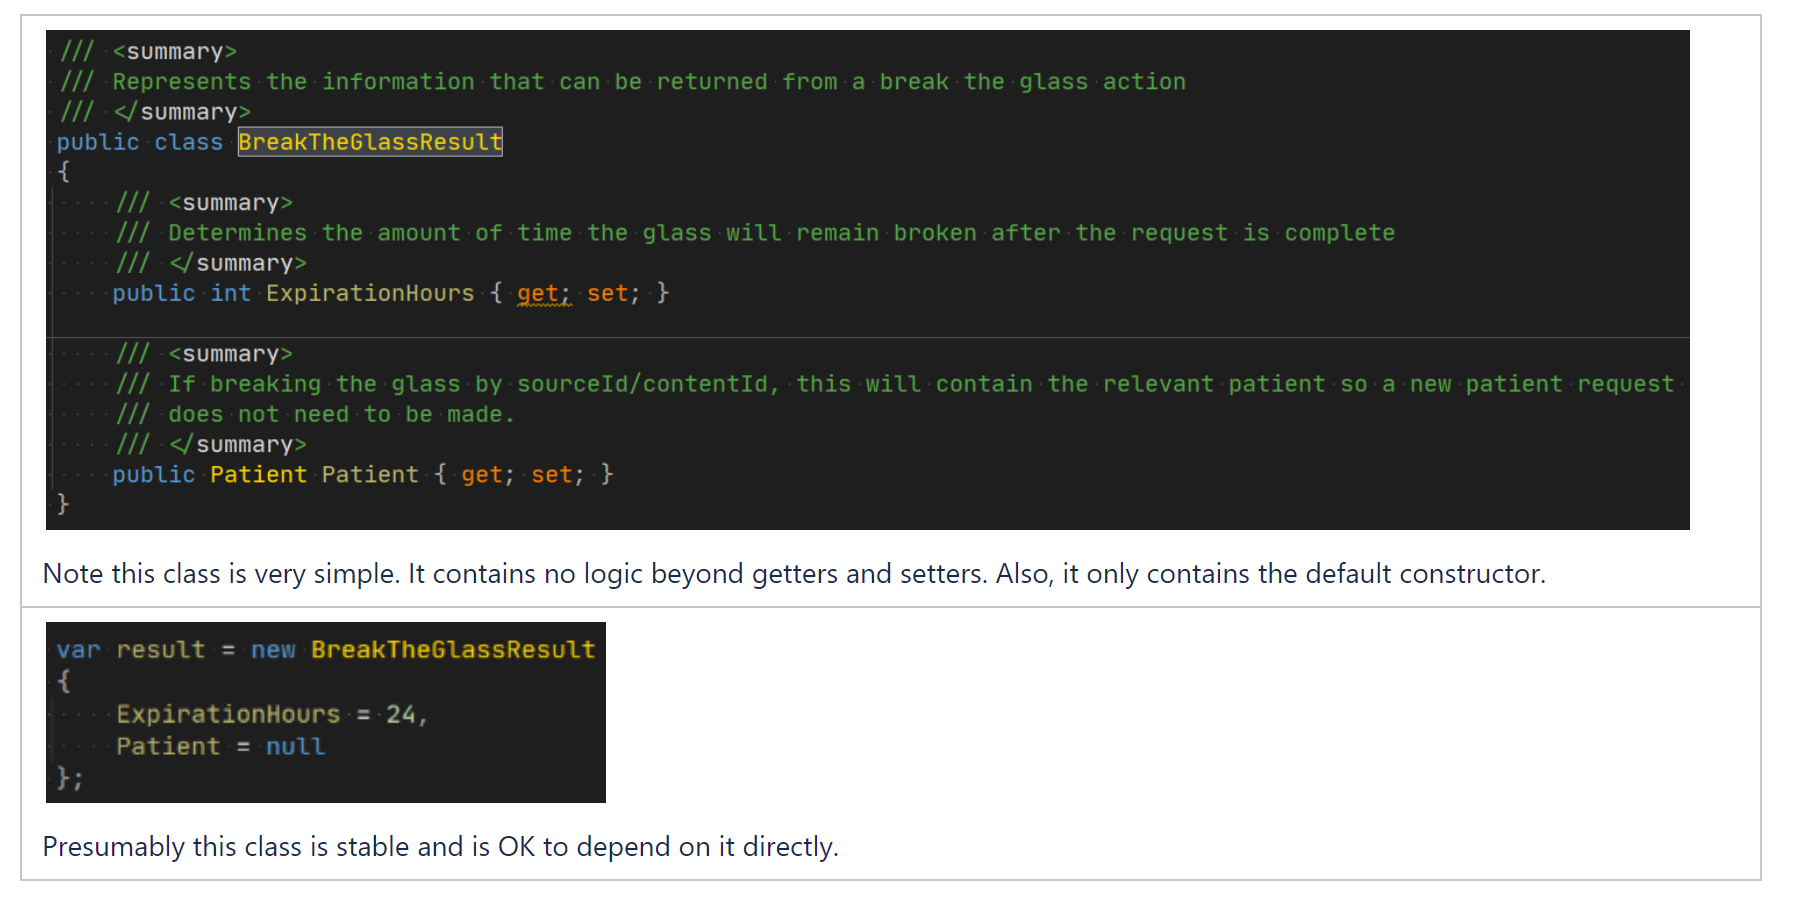 /// <summary>
/// Represents the information that can be returned from a break the glass action
/// </summary>
public class BreakTheGlassResult
{
/// <summary>
/// Determines the amount of time the glass will remain broken after the request is complete
/// </summary>
public int ExpirationHours { get; set; }
/// <summary>
/// If breaking the glass by sourceId/contentId, this will contain the relevant patient so a new patient request
/// does not need to be made.
/// </summary>
public Patient Patient { get; set; }
}
Note this class is very simple. It contains no logic beyond getters and setters. Also, it only contains the default constructor.
var result = new BreakTheGlassResult
{
ExpirationHours = 24,
Patient = null
};
Presumably this class is stable and is OK to depend on it directly.